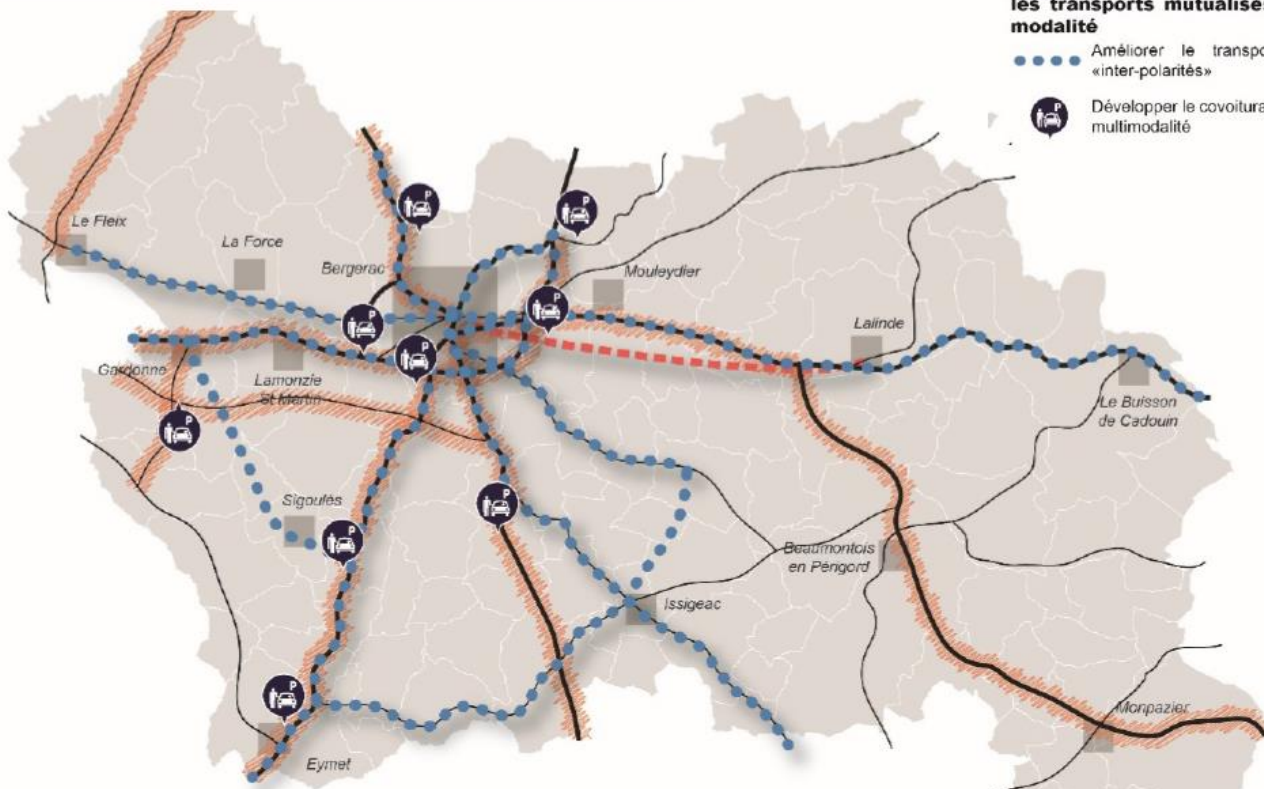 les transports mutualisé
modalité
Améliorer le transpo
«inter-polarités»
Développer le covoitura
multimodalité
P
P
Le Fleix
La Force
Bergerac
Mouleydier
P
P
Lalinde
P
Gardonne
Lamonzie
St Martin
Le Buisson
de Cadouin
P
P
Sigoulès
P
Beaumontois
en Périgord
Issigeac
P
Monpazier
Eymet